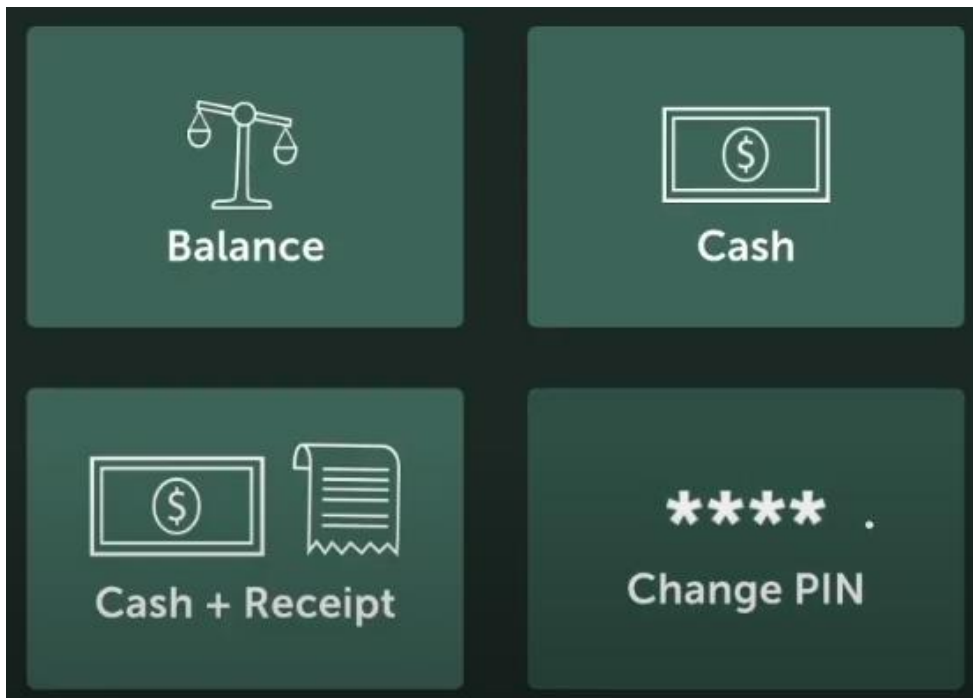 Balance
$
Cash
$
Cash + Receipt
**** .
Change PIN